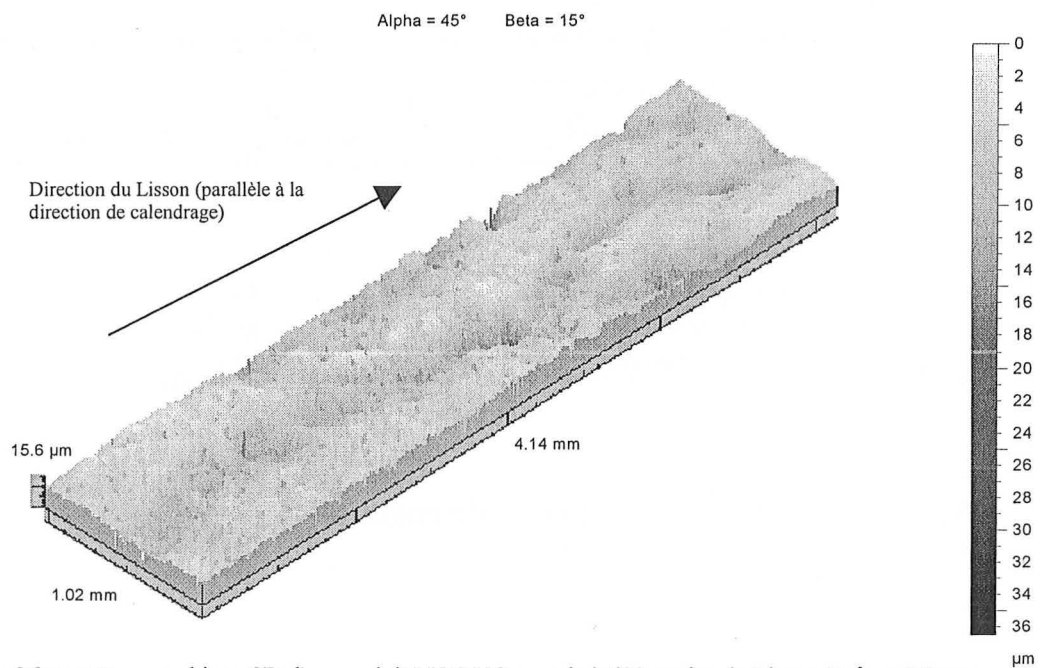 Alpha = 45° Beta = 15°
Direction du Lisson (parallèle à la
direction de calendrage)
15.6 µm
4.14 mm
1.02 mm
0
2
4
6
8
10
12
14
16
18
20
22
24
26
28
30
32
34
36
µm